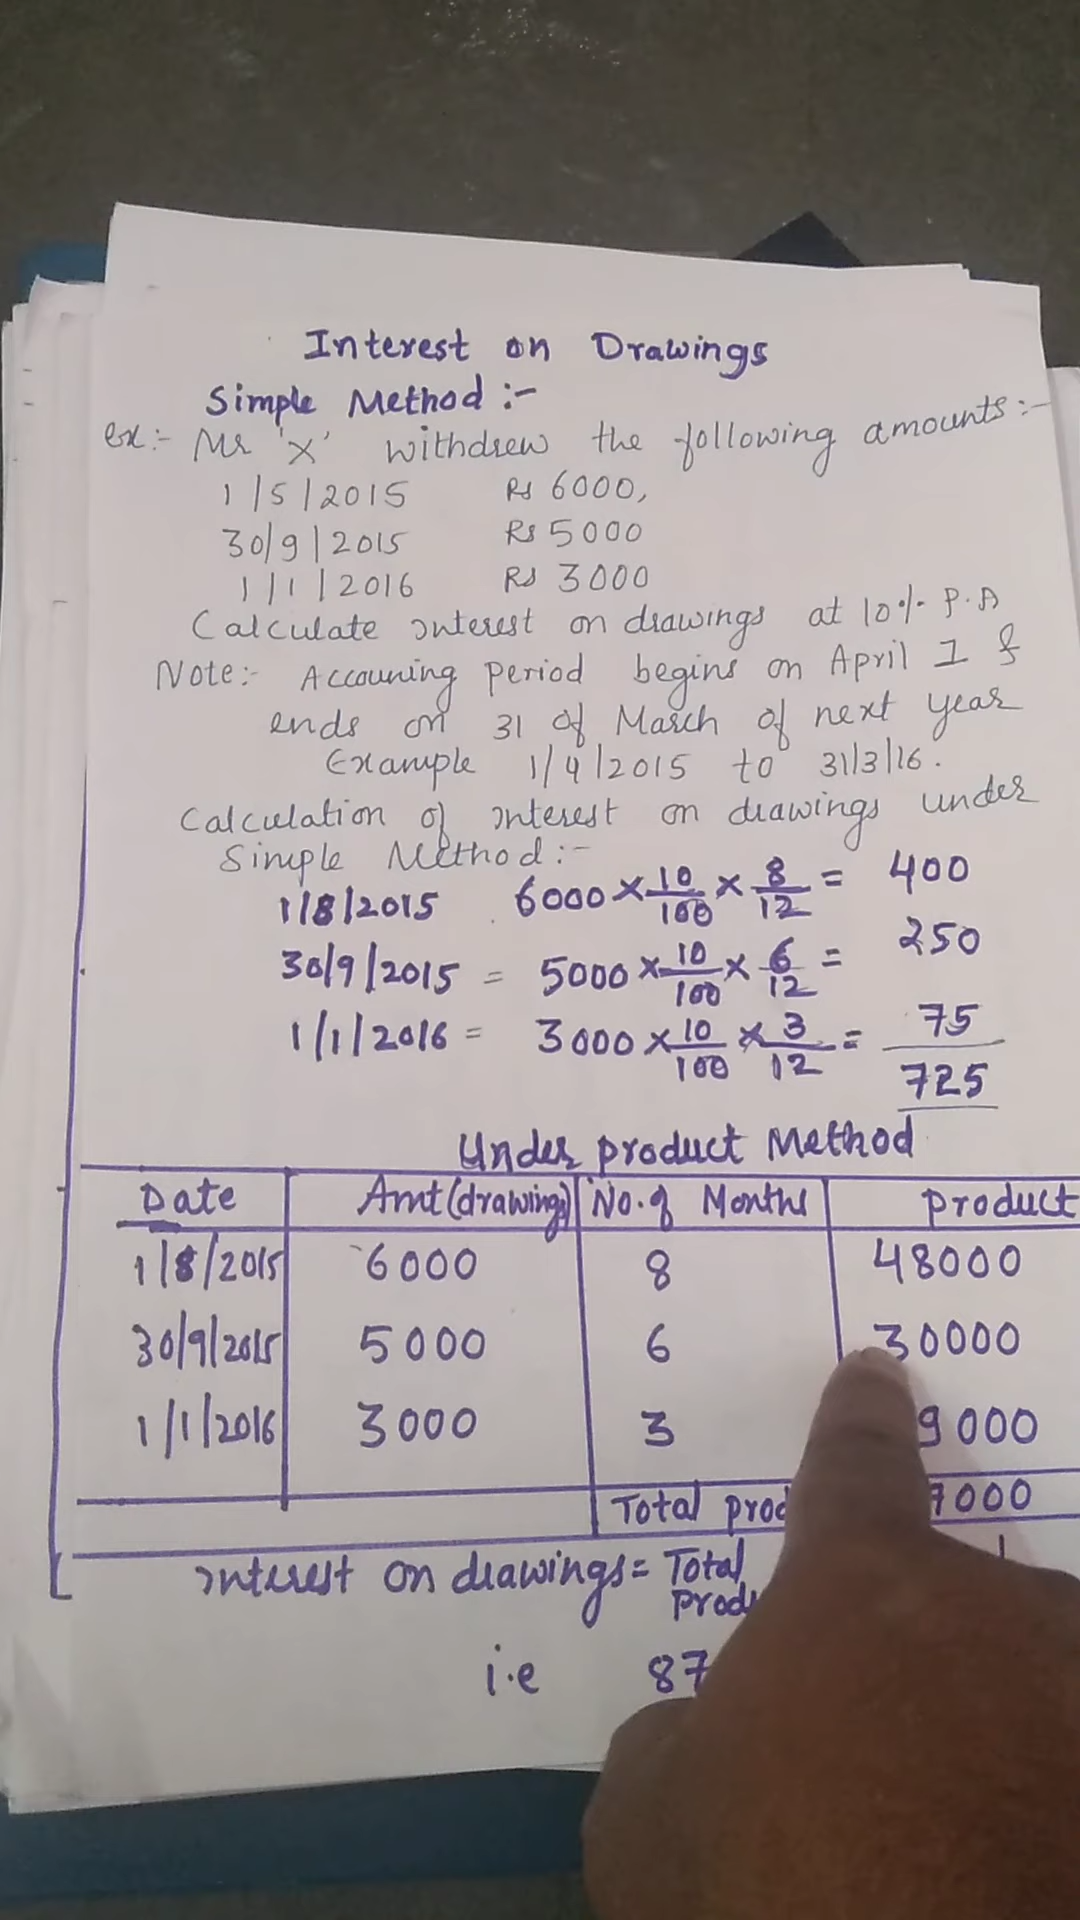 Interest on Drawings
Simple Method :-
ex:- Mr 'X' withdrew the following amounts:-
1/5/2015 Rs 6000,
30/9/2015 Rs 5000
1/1/2016 Rs 3000
Calculate interest on drawings at 10% P.A
Note:- Accouning period begins on April 1 &
ends on 31 of March of next year
Example 1/4/2015 to 31/3/16.
Calculation of interest on drawings under
Simple Method:-
1/8/2015 6000 × 10/100 × 8/12 = 400
30/9/2015 = 5000 × 10/100 × 6/12 = 250
1/1/2016 = 3000 × 10/100 × 3/12 = 75
725
Under product Method
Date Amt (drawings) No. of Months Product
1/8/2015 6000 8 48000
30/9/2015 5000 6 30000
1/1/2016 3000 3 9000
Total 7000
interest on drawings = Total
i.e 87